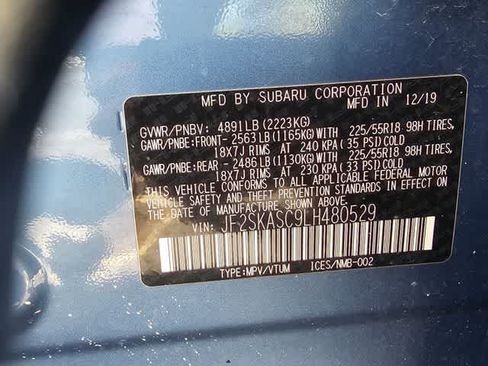 MFD BY SUBARU CORPORATION
MFD IN 12/19
GVWR/PNBV: 4891LB (2223KG)
GAWR/PNBE:FRONT-2563LB(1165KG)WITH 225/55R18 98H TIRES,
18X7J RIMS AT 240 KPA (35 PSI)COLD
GAWR/PNBE:REAR -2486LB(1130KG)WITH 225/55R18 98H TIRES,
18X7J RIMS AT 230 KPA (33 PSI)COLD
THIS VEHICLE CONFORMS TO ALL APPLICABLE FEDERAL MOTOR
VEHICLE SAFETY AND THEFT PREVENTION STANDARDS IN EFFECT ON
THE DATE OF MANUFACTURE SHOWN ABOVE.
VIN: JF2SKASC9LH480529
TYPE:MPV/VTUM ICES/NMB-002